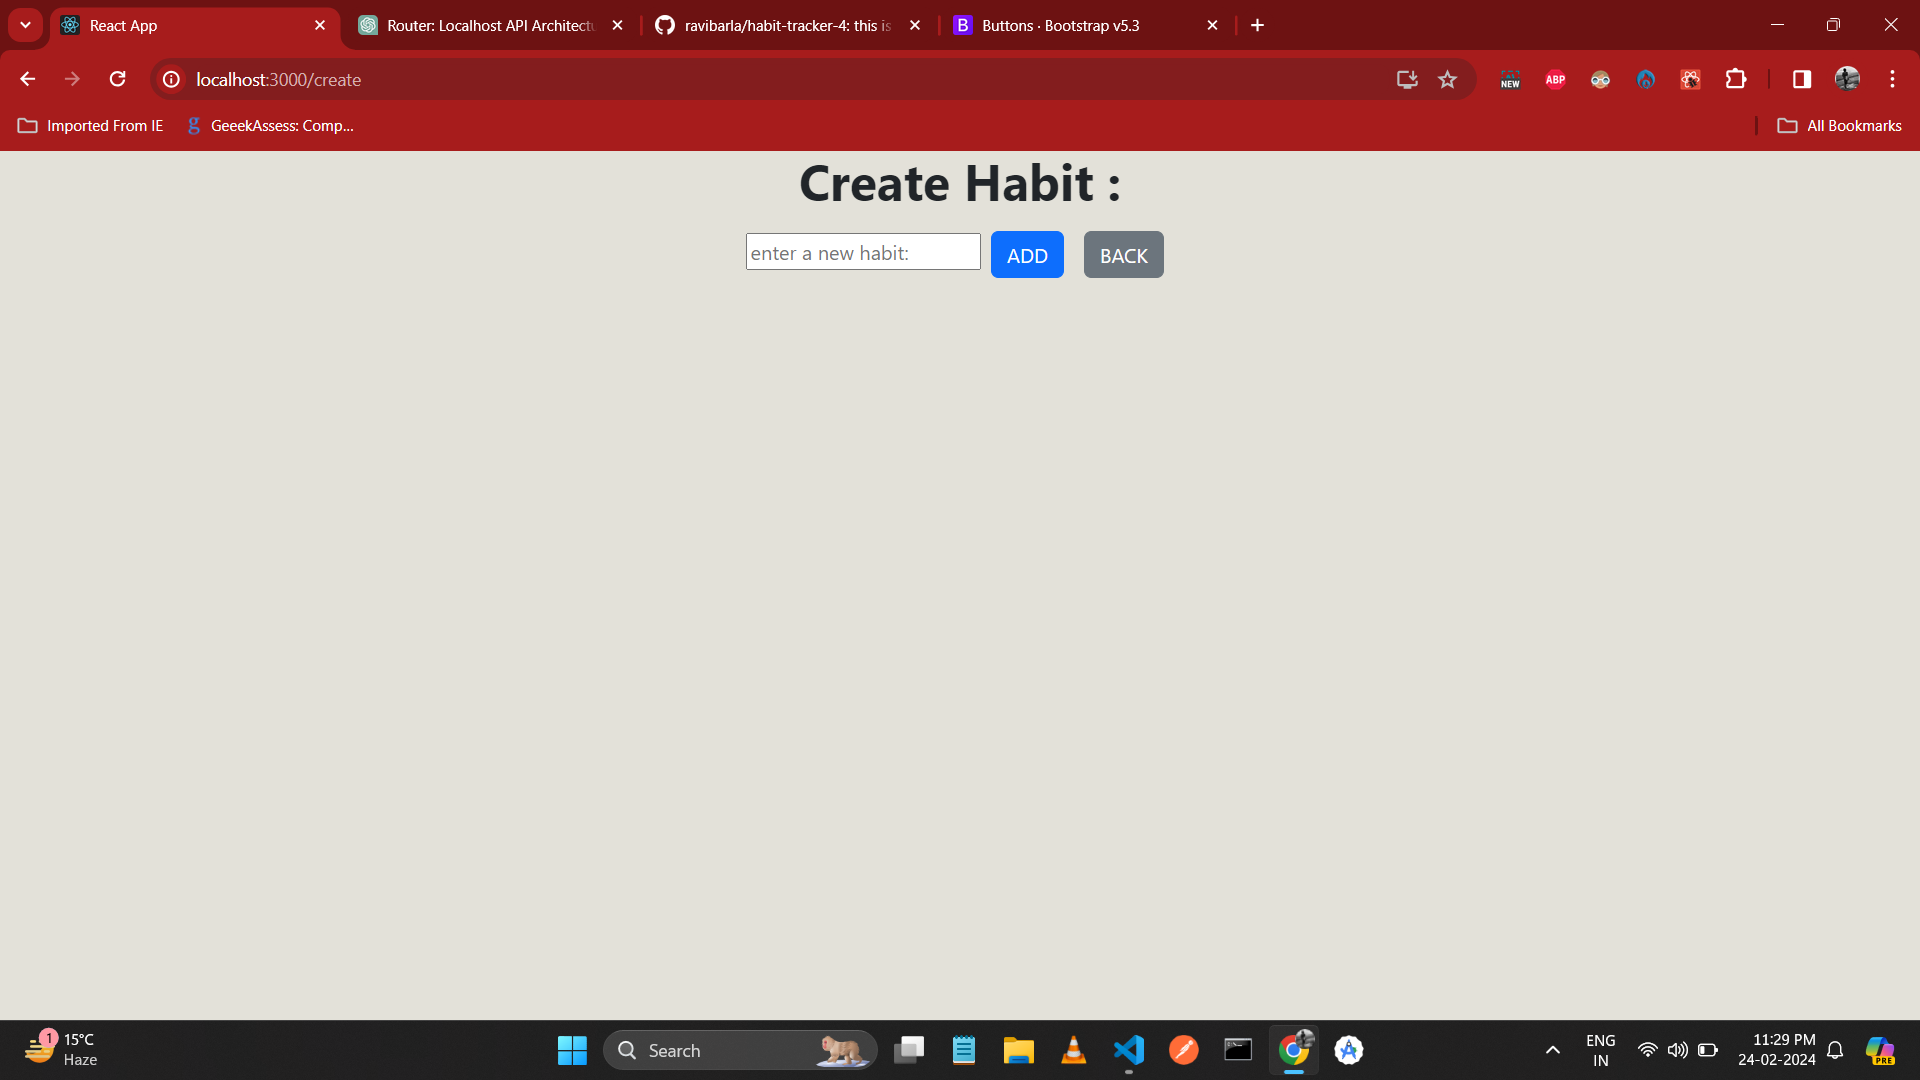 React App
Router: Localhost API Architectu
ravibarla/habit-tracker-4: this is
Buttons · Bootstrap v5.3
localhost:3000/create
NEW
ABP
Imported From IE
g GeeekAssess: Comp...
All Bookmarks
Create Habit :
enter a new habit:
ADD
BACK
1
15°C
Haze
Search
ENG
IN
11:29 PM
24-02-2024
PRE